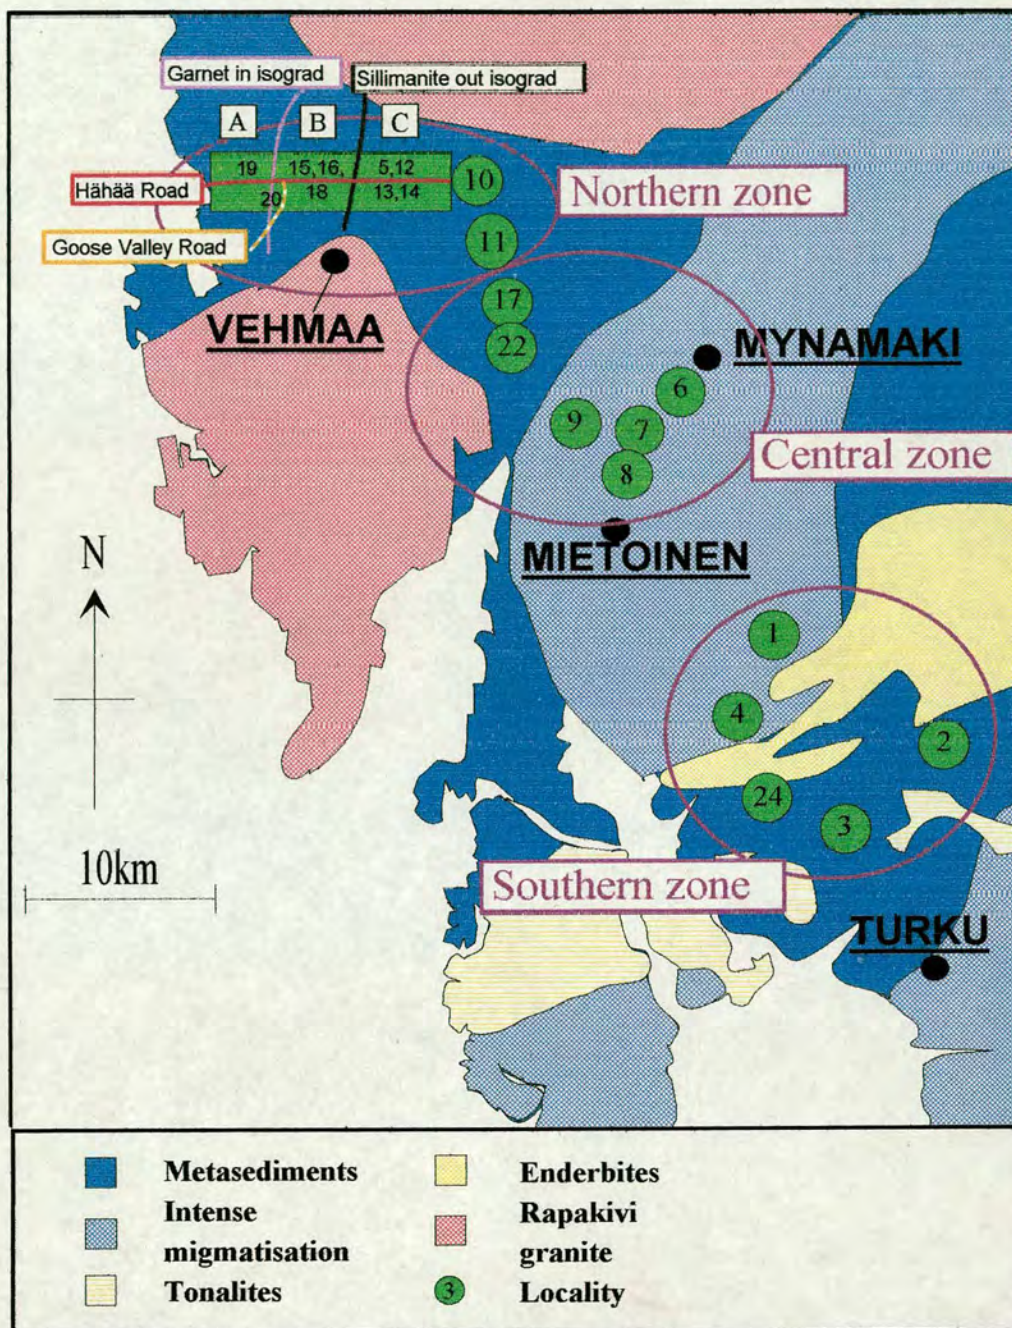 Garnet in isograd
Sillimanite out isograd
A
B
C
19
15,16,
5,12
10
Hähää Road
20
18
13,14
Northern zone
Goose Valley Road
11
17
VEHMAA
22
MYNAMAKI
6
9
7
Central zone
8
N
MIETOINEN
1
4
2
24
3
10km
Southern zone
TURKU
Metasediments
Enderbites
Intense
migmatisation
Rapakivi
granite
Tonalites
3
Locality